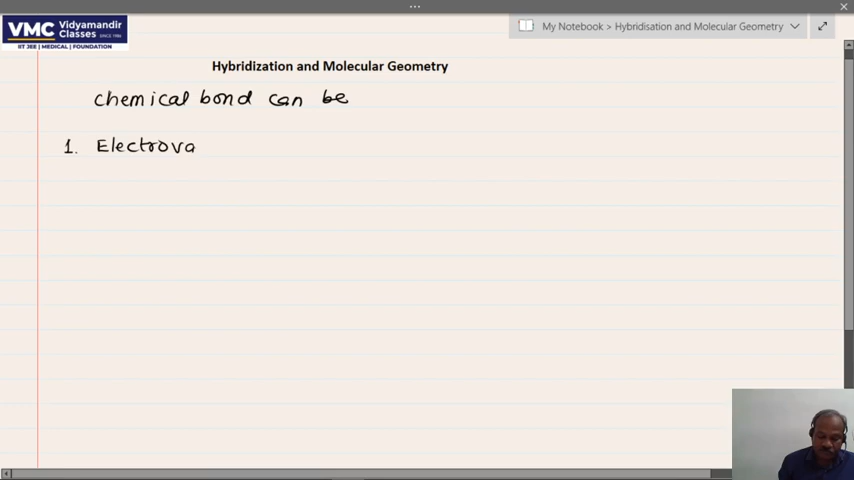 ...
VMC Vidyamandir Classes SINCE 1986
IIT JEE | MEDICAL | FOUNDATION
My Notebook > Hybridisation and Molecular Geometry
Hybridization and Molecular Geometry
chemical bond can be
1. Electrova